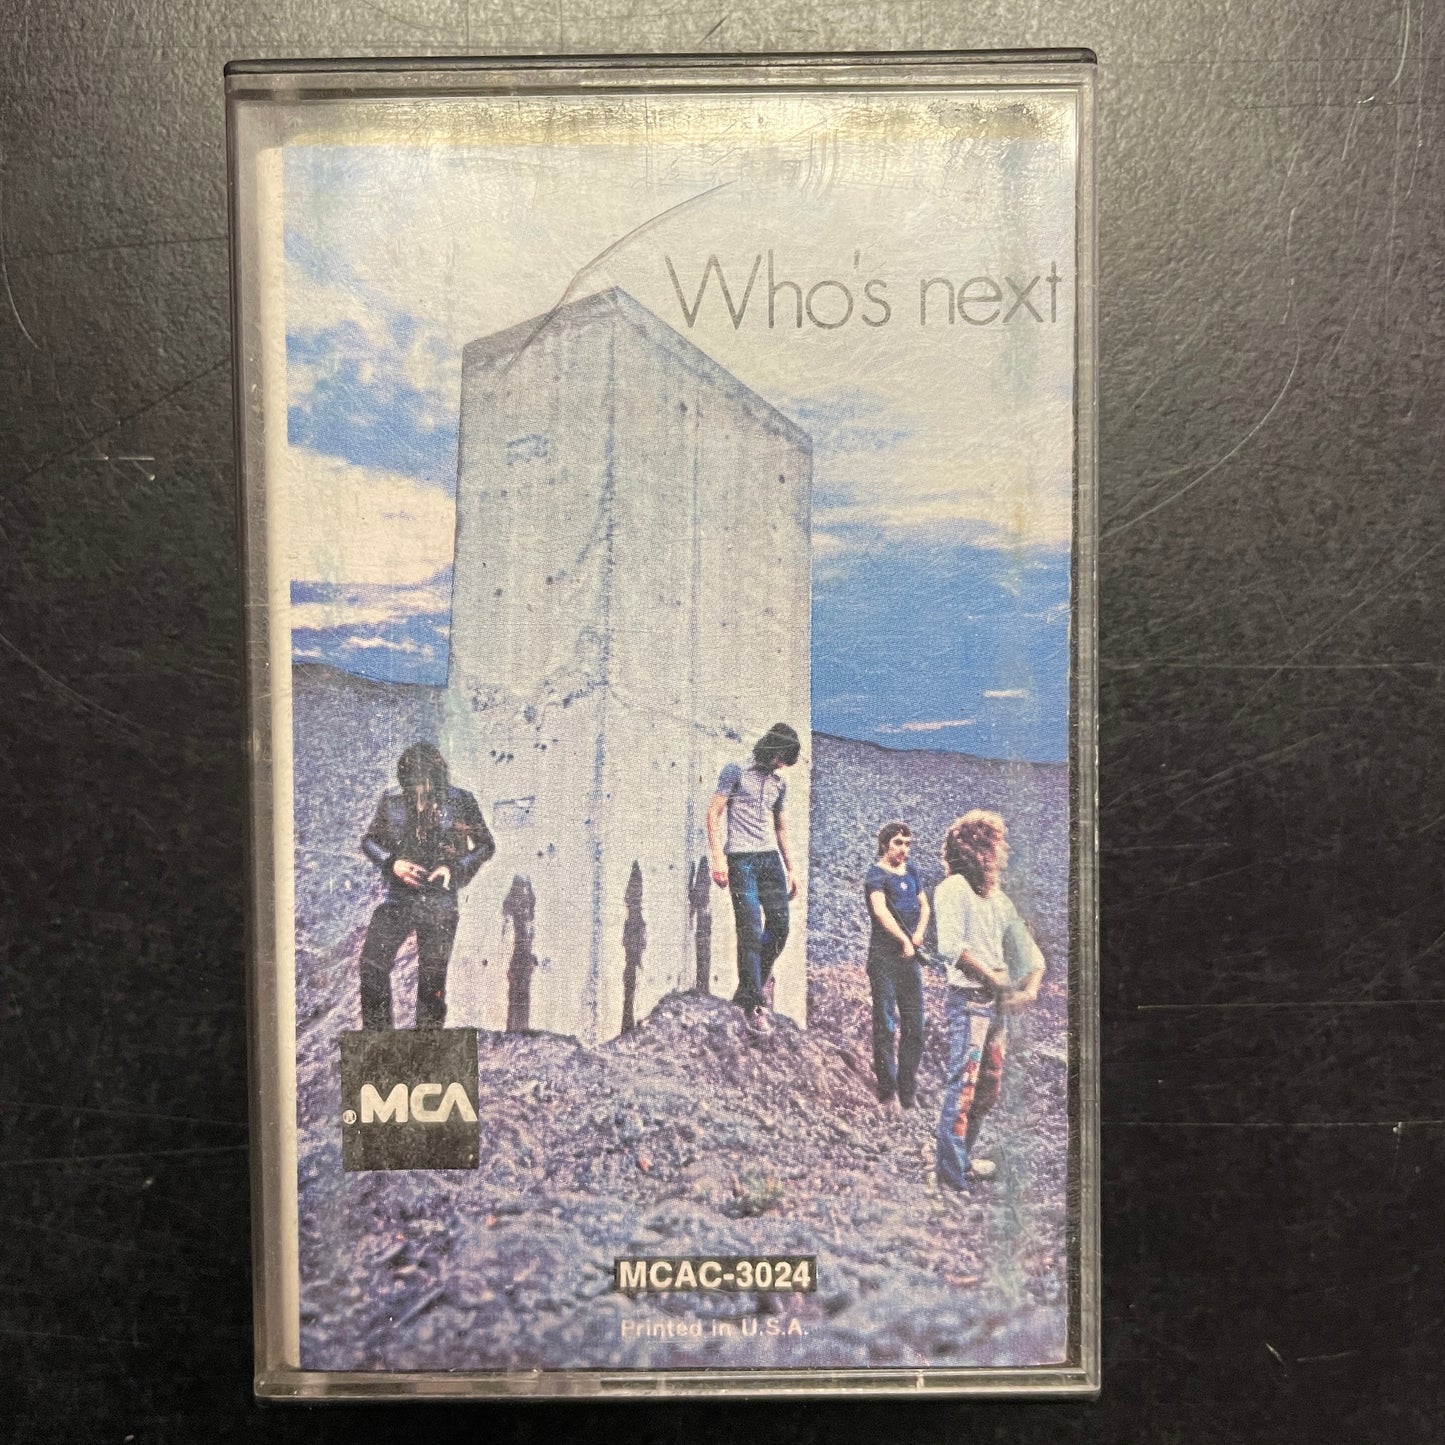 Who's next
®.MCA
MCAC-3024
Printed in U.S.A.